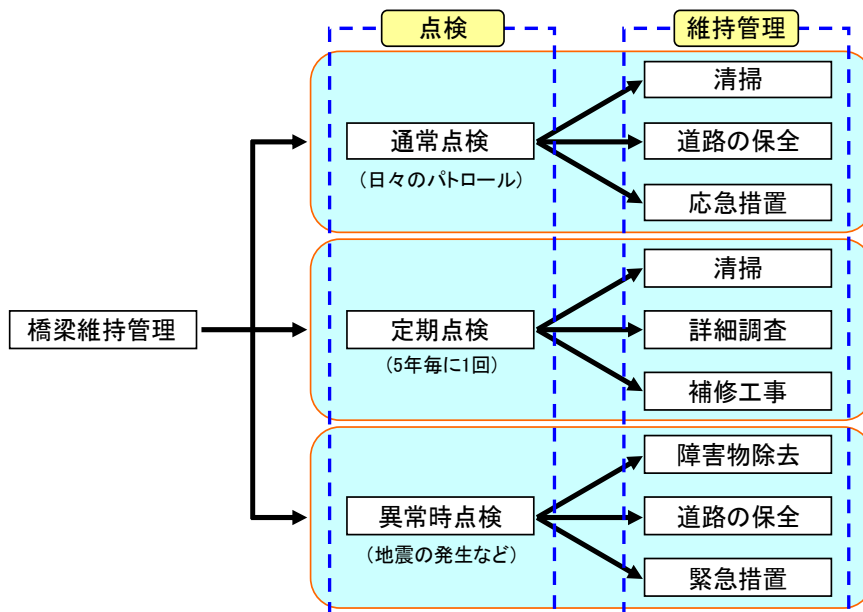 点検
維持管理
清掃
通常点検
道路の保全
(日々のパトロール)
応急措置
清掃
橋梁維持管理
定期点検
詳細調査
(5年毎に1回)
補修工事
障害物除去
異常時点検
道路の保全
(地震の発生など)
緊急措置